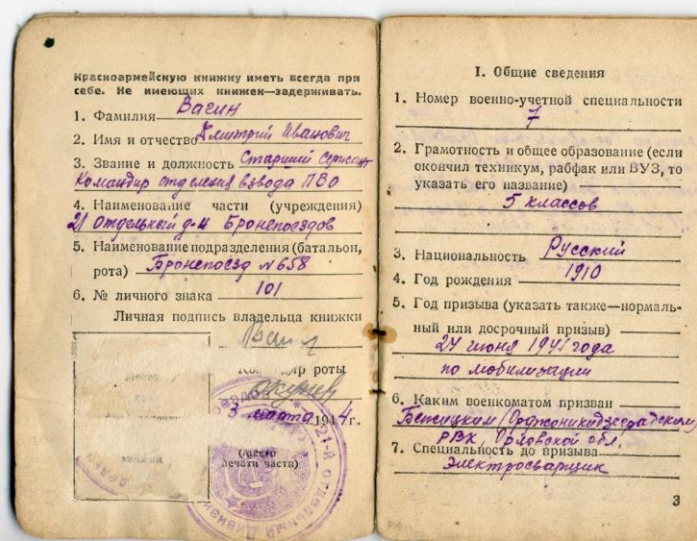 Красноармейскую книжку иметь всегда при
себе. Не имеющих книжек—задерживать.
1. Фамилия Вагин
2. Имя и отчество Дмитрий Иванович
3. Звание и должность Старший Сержант
Командир отделения взвода ПВО
4. Наименование части (учреждения)
21 отдельный д-н Бронепоездов
5. Наименование подразделения (батальон,
рота) Бронепоезд №658
6. № личного знака 101
Личная подпись владельца книжки
Командир роты
3 марта 1944 г.
(место
печати части)
21-й отдельный дивизион
I. Общие сведения
1. Номер военно-учетной специальности
7
2. Грамотность и общее образование (если
окончил техникум, рабфак или ВУЗ, то
указать его название)
5 классов
3. Национальность Русский
4. Год рождения 1910
5. Год призыва (указать также—нормаль-
ный или досрочный призыв)
24 июня 1941 года
по мобилизации
6. Каким военкоматом призван
Бежицким (Орджоникидзеградским)
РВК, Орловской обл.
7. Специальность до призыва
Электросварщик
3